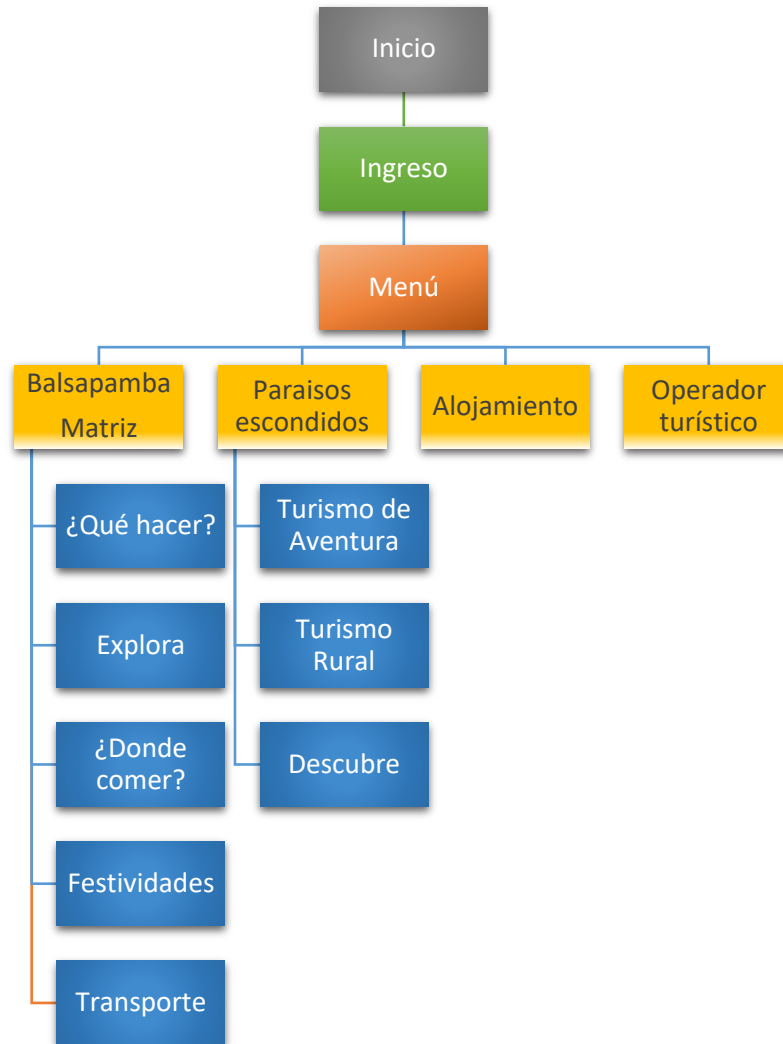 Inicio
Ingreso
Menú
Balsapamba
Matriz
¿Qué hacer?
Explora
¿Donde
comer?
Festividades
Transporte
Paraisos
escondidos
Turismo de
Aventura
Turismo
Rural
Descubre
Alojamiento
Operador
turístico